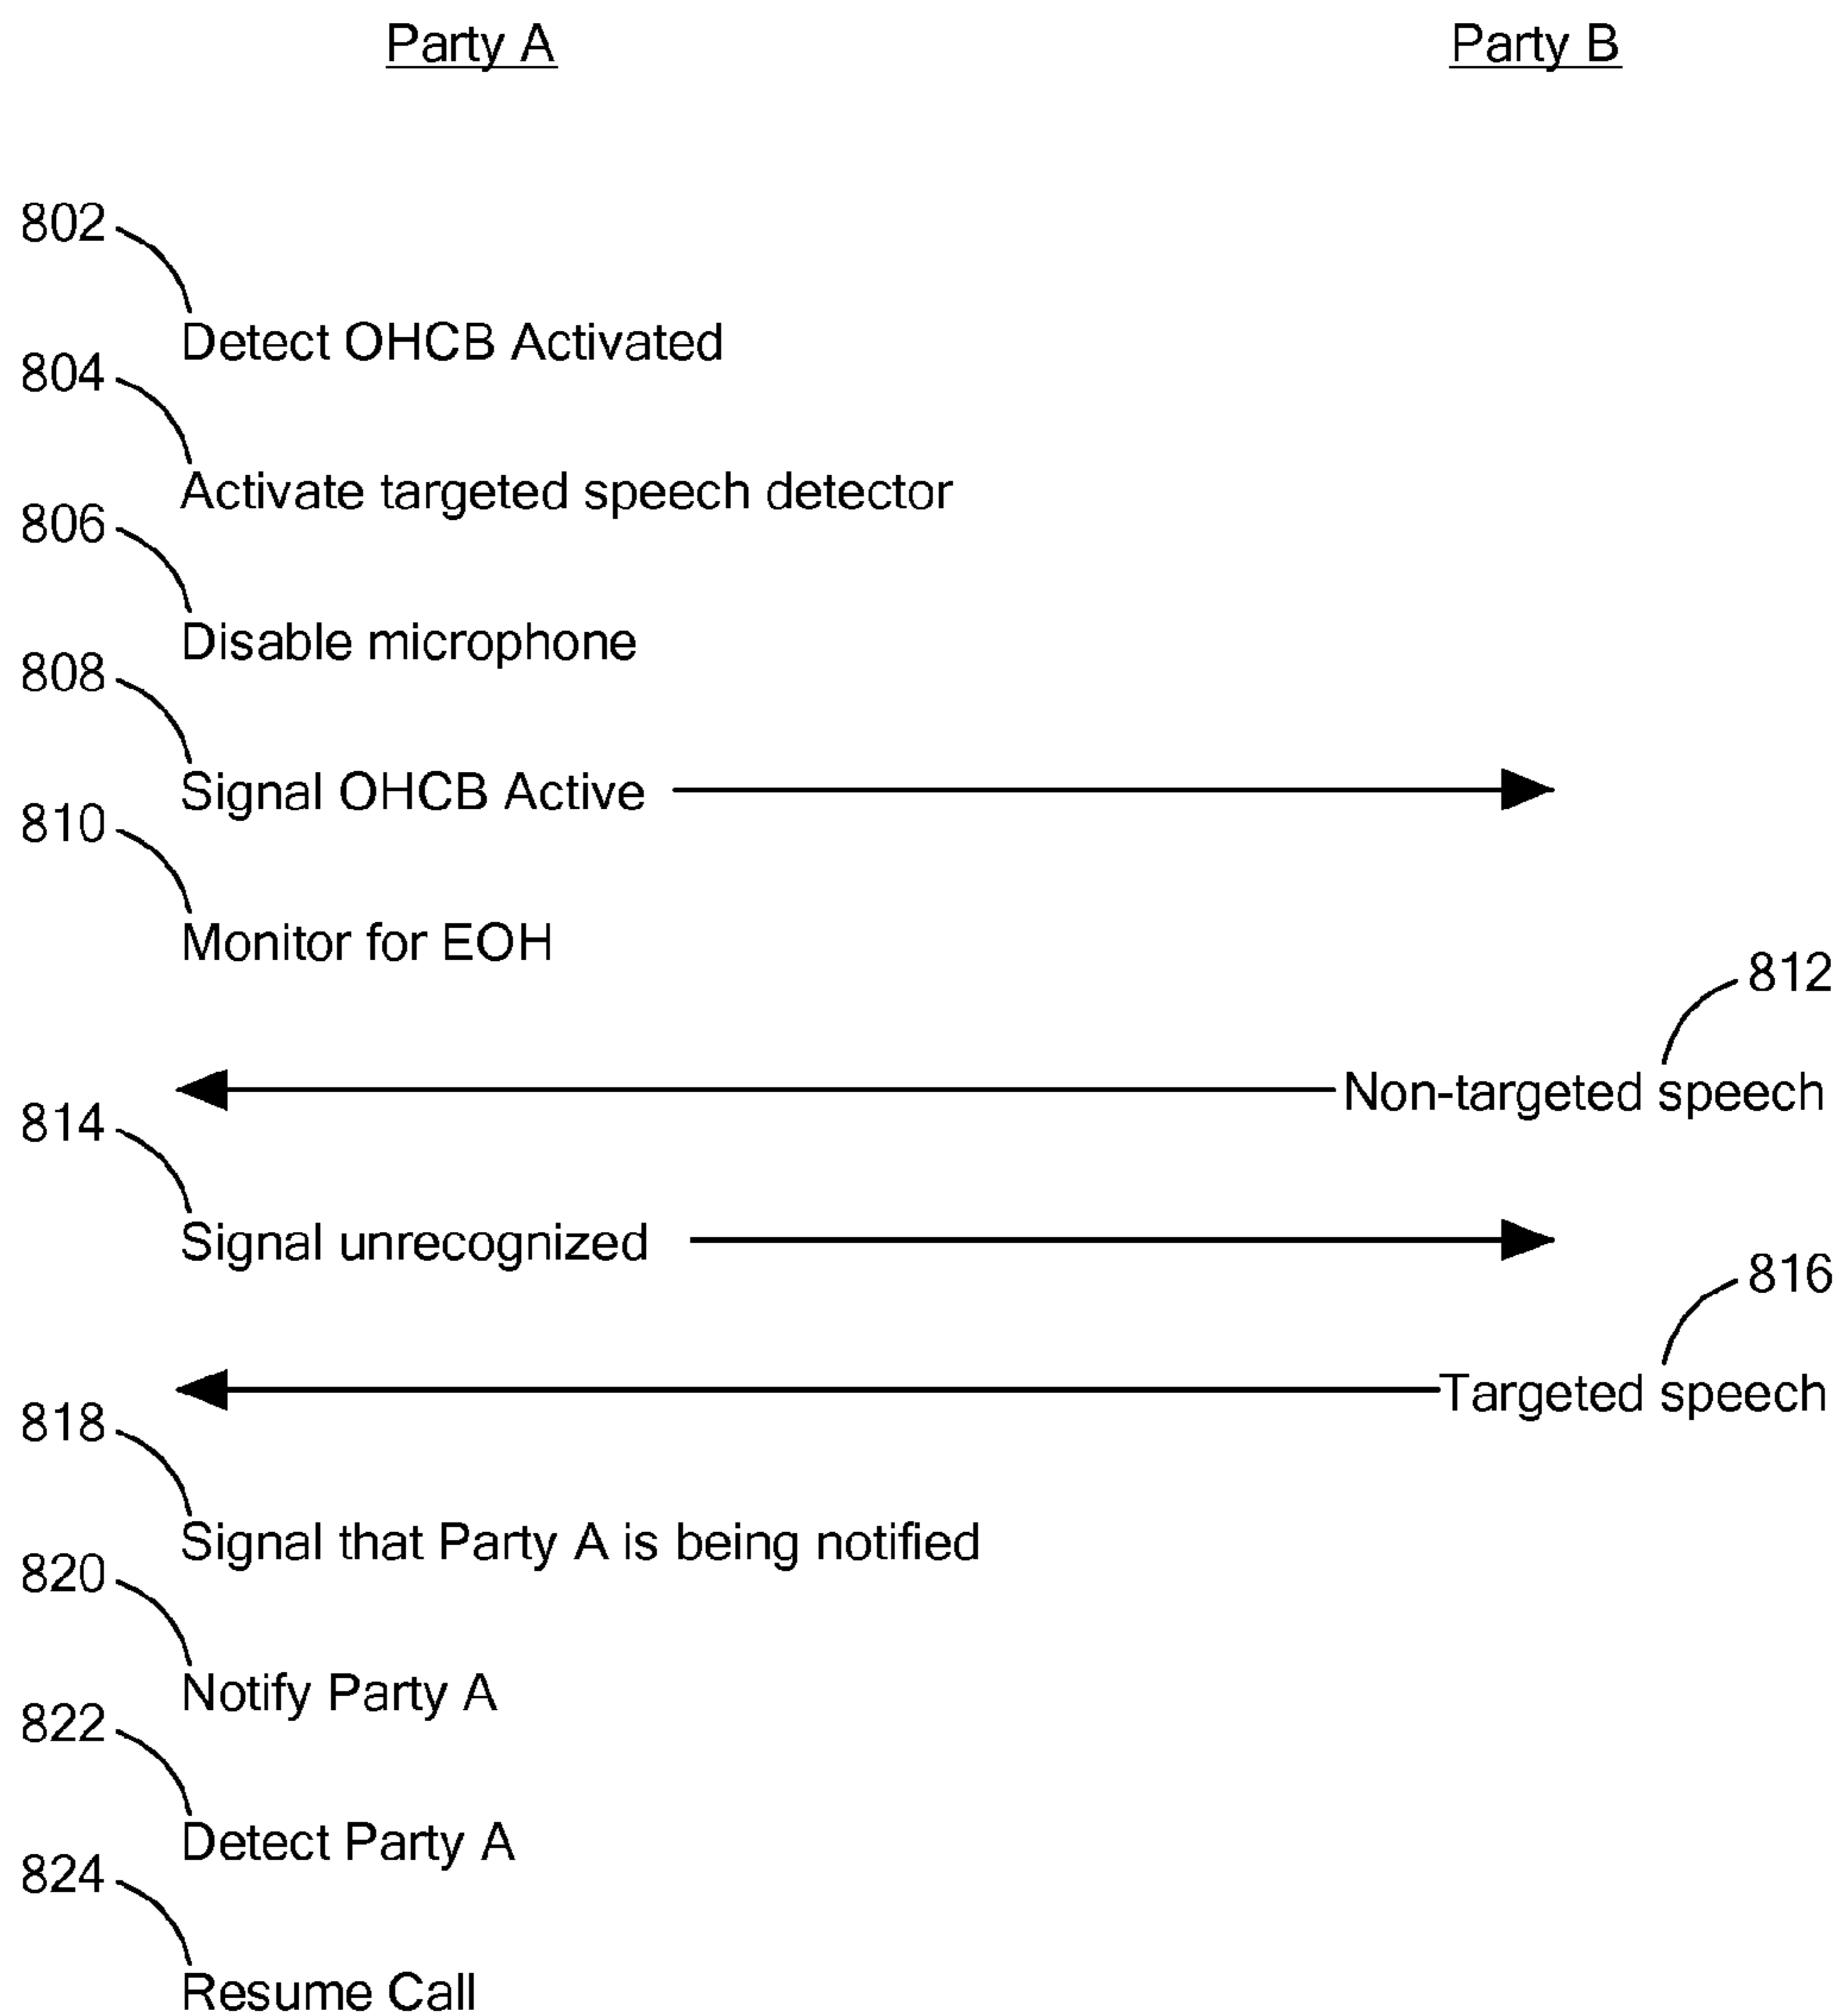 Party A
Party B
802
Detect OHCB Activated
804
Activate targeted speech detector
806
Disable microphone
808
Signal OHCB Active
810
Monitor for EOH
812
Non-targeted speech
814
Signal unrecognized
816
Targeted speech
818
Signal that Party A is being notified
820
Notify Party A
822
Detect Party A
824
Resume Call